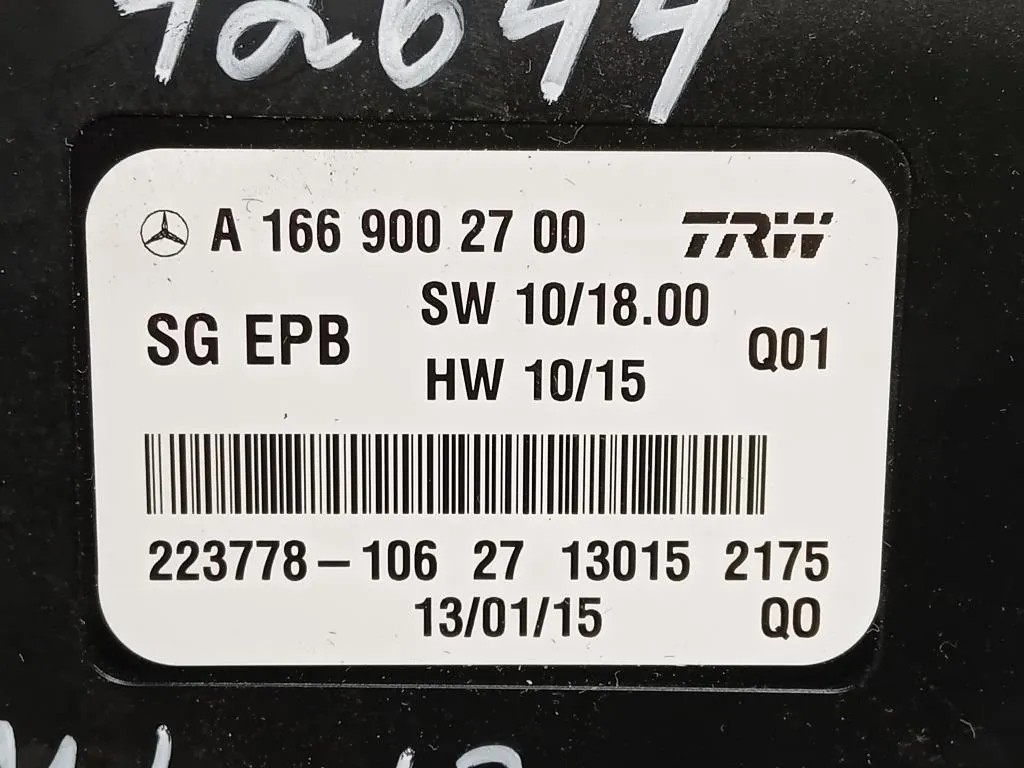 72644
A 166 900 27 00 TRW
SG EPB SW 10/18.00 Q01
HW 10/15
223778-106 27 13015 2175
13/01/15 QO